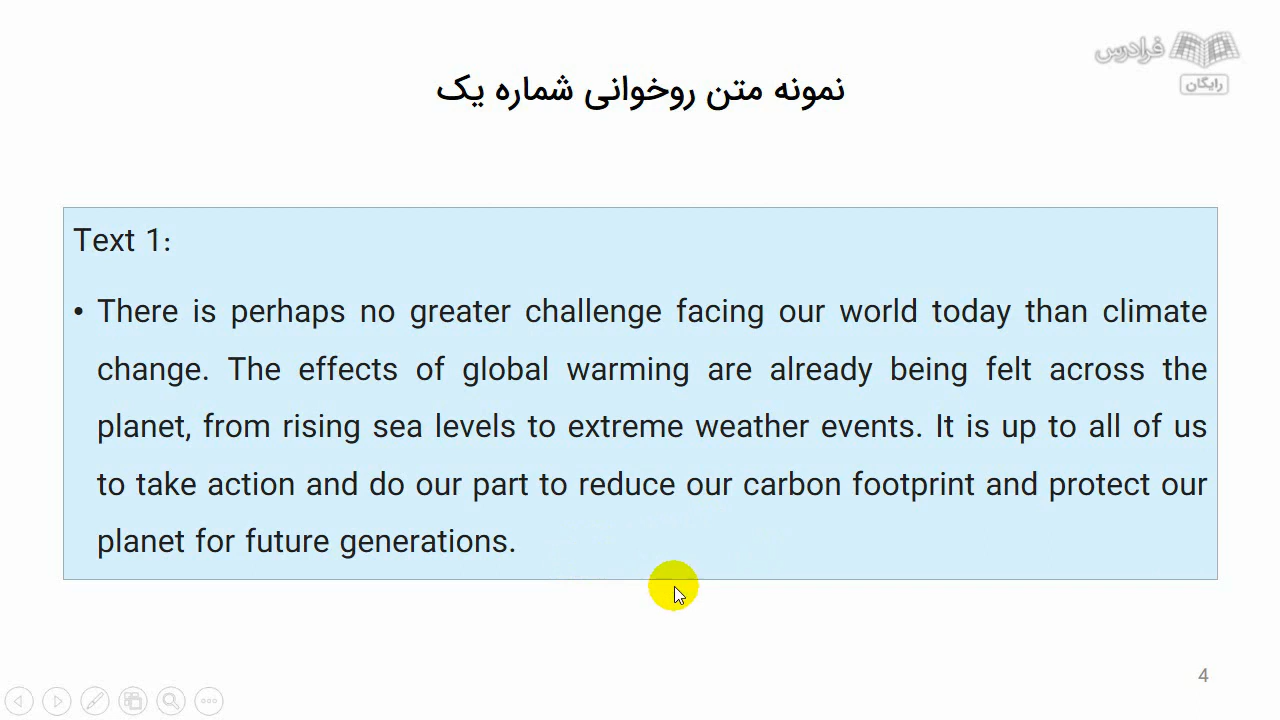 فرادرس
رایگان
نمونه متن روخوانی شماره یک
Text 1:
• There is perhaps no greater challenge facing our world today than climate
change. The effects of global warming are already being felt across the
planet, from rising sea levels to extreme weather events. It is up to all of us
to take action and do our part to reduce our carbon footprint and protect our
planet for future generations.
4